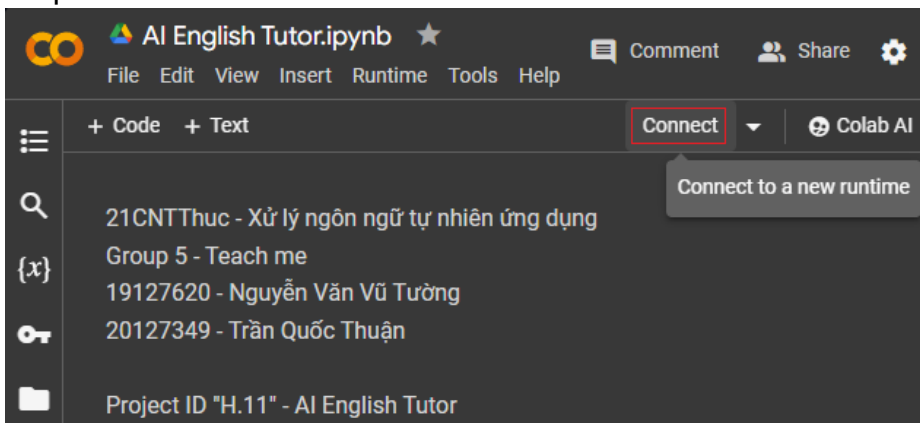 AI English Tutor.ipynb
Comment
Share
File Edit View Insert Runtime Tools Help
+ Code + Text
Connect
Colab AI
Connect to a new runtime
{x}
21CNTThuc - Xử lý ngôn ngữ tự nhiên ứng dụng
Group 5 - Teach me
19127620 - Nguyễn Văn Vũ Tường
20127349 - Trần Quốc Thuận
Project ID "H.11" - AI English Tutor